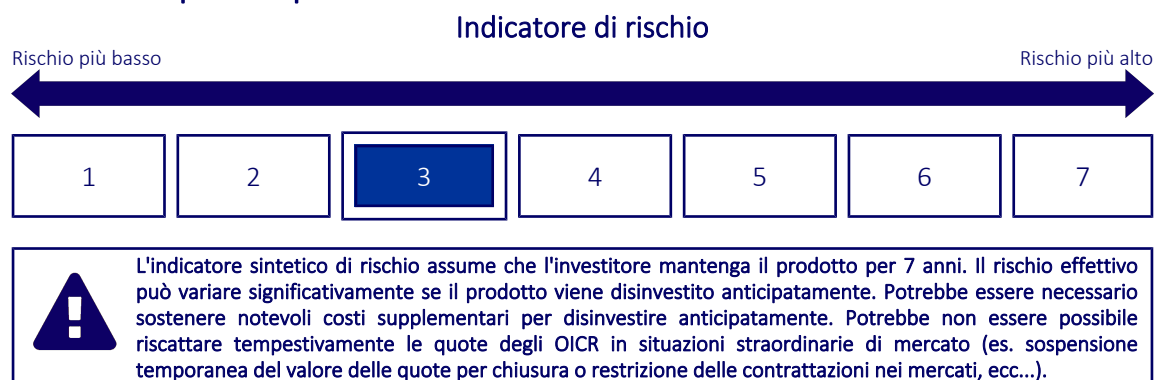 Indicatore di rischio
Rischio più basso
Rischio più alto
1
2
3
4
5
6
7
L'indicatore sintetico di rischio assume che l'investitore mantenga il prodotto per 7 anni. Il rischio effettivo
può variare significativamente se il prodotto viene disinvestito anticipatamente. Potrebbe essere necessario
sostenere notevoli costi supplementari per disinvestire anticipatamente. Potrebbe non essere possibile
riscattare tempestivamente le quote degli OICR in situazioni straordinarie di mercato (es. sospensione
temporanea del valore delle quote per chiusura o restrizione delle contrattazioni nei mercati, ecc...).